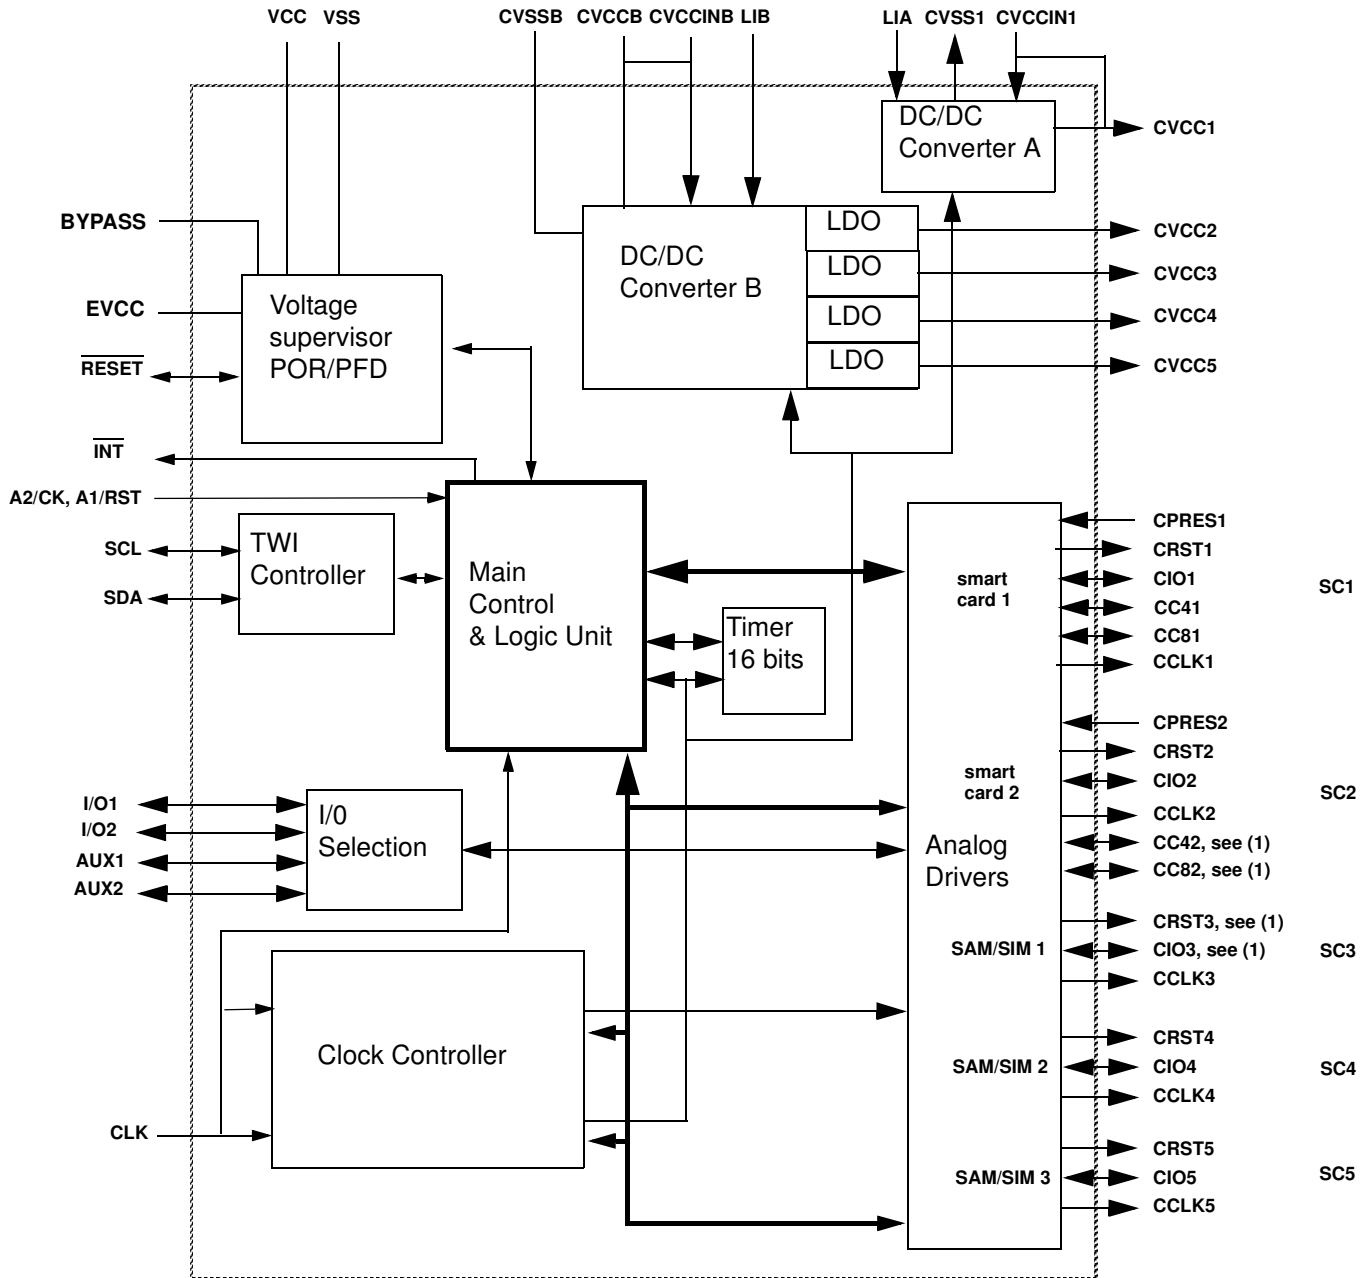 VCC VSS CVSSB CVCCB CVCCINB LIB LIA CVSS1 CVCCIN1
DC/DC
Converter A
CVCC1
BYPASS
LDO
CVCC2
DC/DC
Converter B
LDO
CVCC3
EVCC
Voltage
supervisor
POR/PFD
LDO
CVCC4
RESET
LDO
CVCC5
INT
A2/CK, A1/RST
SCL
SDA
TWI
Controller
Main
Control
& Logic Unit
Timer
16 bits
smart
card 1
CPRES1
CRST1
CIO1
CC41
CC81
CCLK1
SC1
smart
card 2
CPRES2
CRST2
CIO2
CCLK2
CC42, see (1)
CC82, see (1)
SC2
I/O1
I/O2
AUX1
AUX2
I/0
Selection
Analog
Drivers
SAM/SIM 1
CRST3, see (1)
CIO3, see (1)
CCLK3
SC3
Clock Controller
SAM/SIM 2
CRST4
CIO4
CCLK4
SC4
CLK
SAM/SIM 3
CRST5
CIO5
CCLK5
SC5